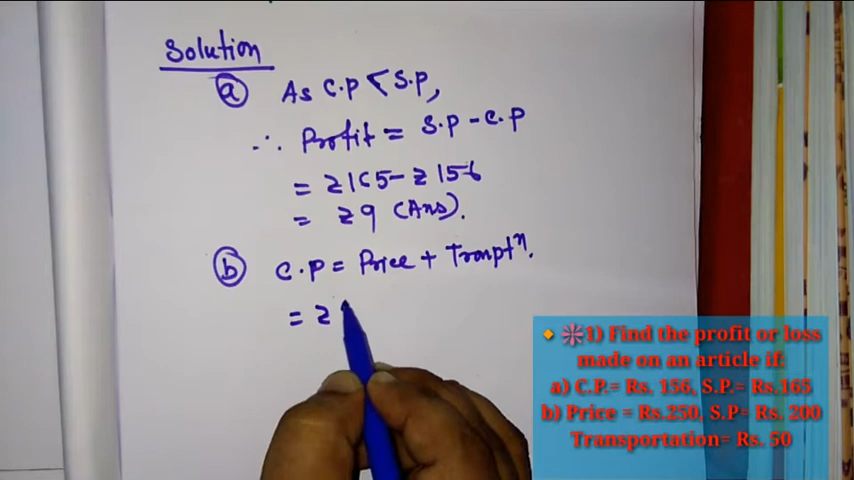 Solution
(a) As C.P < S.P,
∴ Profit = S.P - C.P
= ₹165 - ₹156
= ₹9 (Ans).
(b) C.P = Price + Tranptⁿ.
= ₹
🔸 1) Find the profit or loss
made on an article if:
a) C.P.= Rs. 156, S.P.= Rs.165
b) Price = Rs.250, S.P= Rs. 200
Transportation= Rs. 50